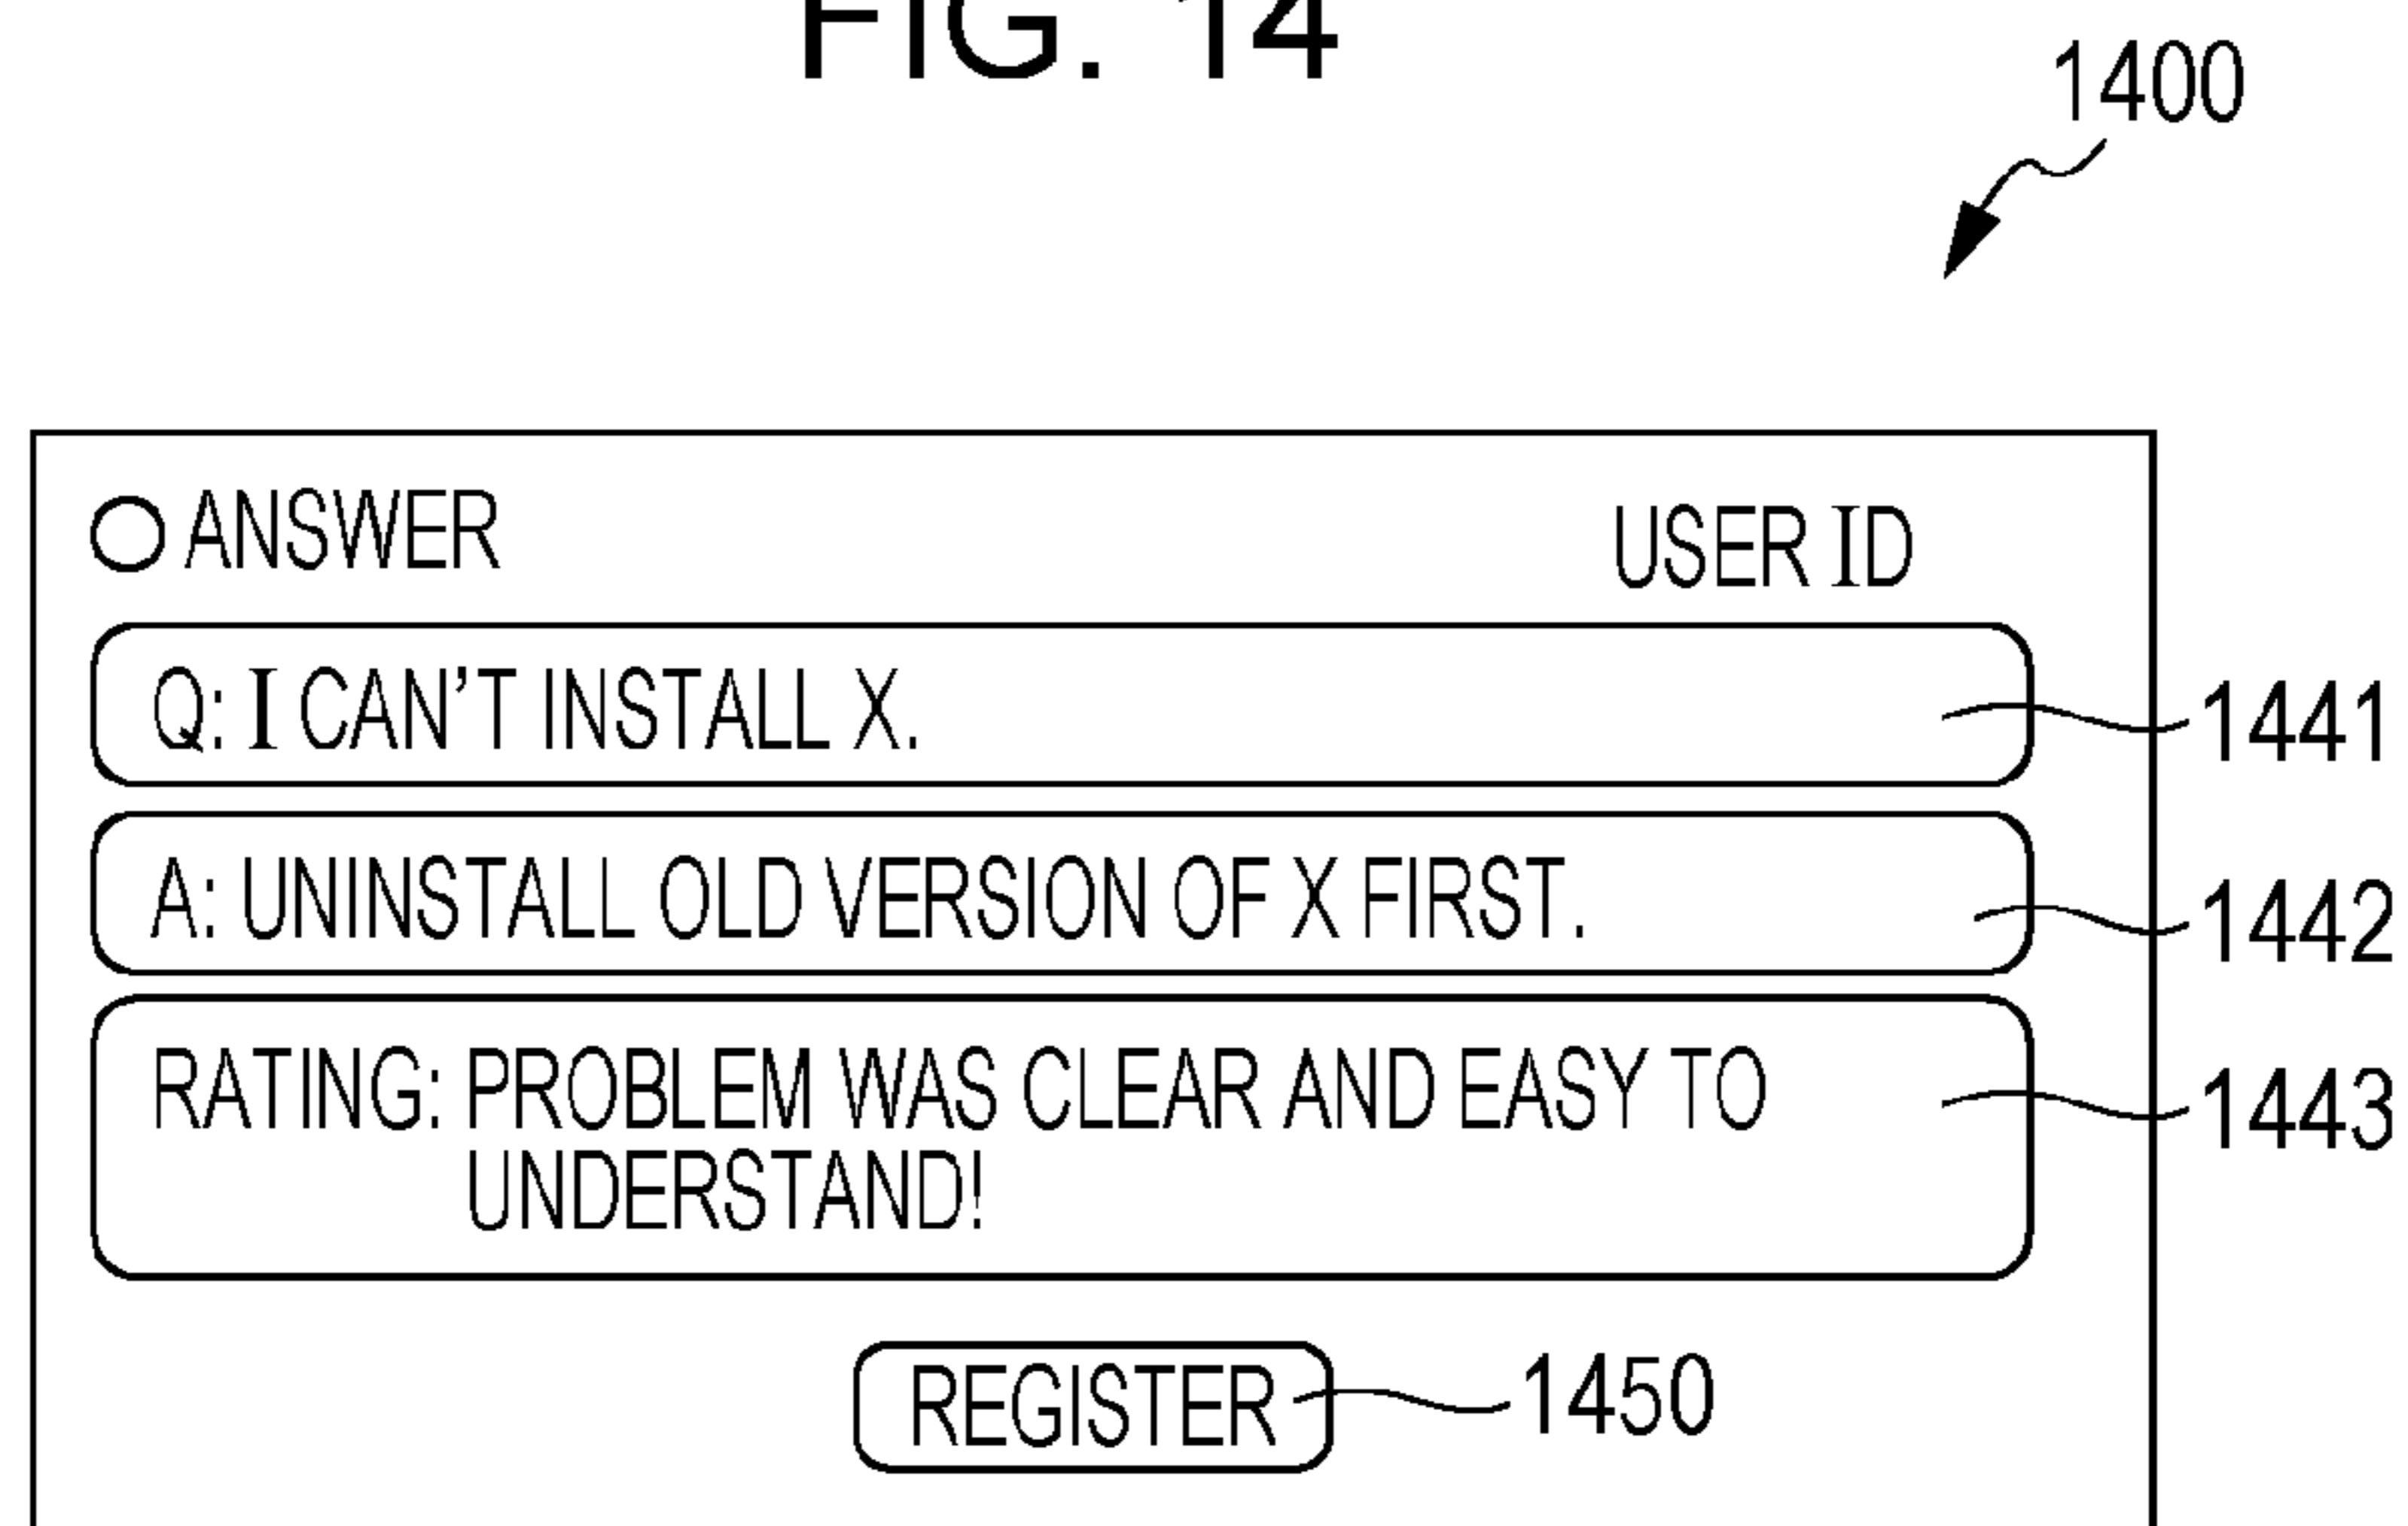 FIG. 14
1400
ANSWER
USER ID
Q: I CAN'T INSTALL X.
1441
A: UNINSTALL OLD VERSION OF X FIRST.
1442
RATING: PROBLEM WAS CLEAR AND EASY TO
UNDERSTAND!
1443
REGISTER
1450